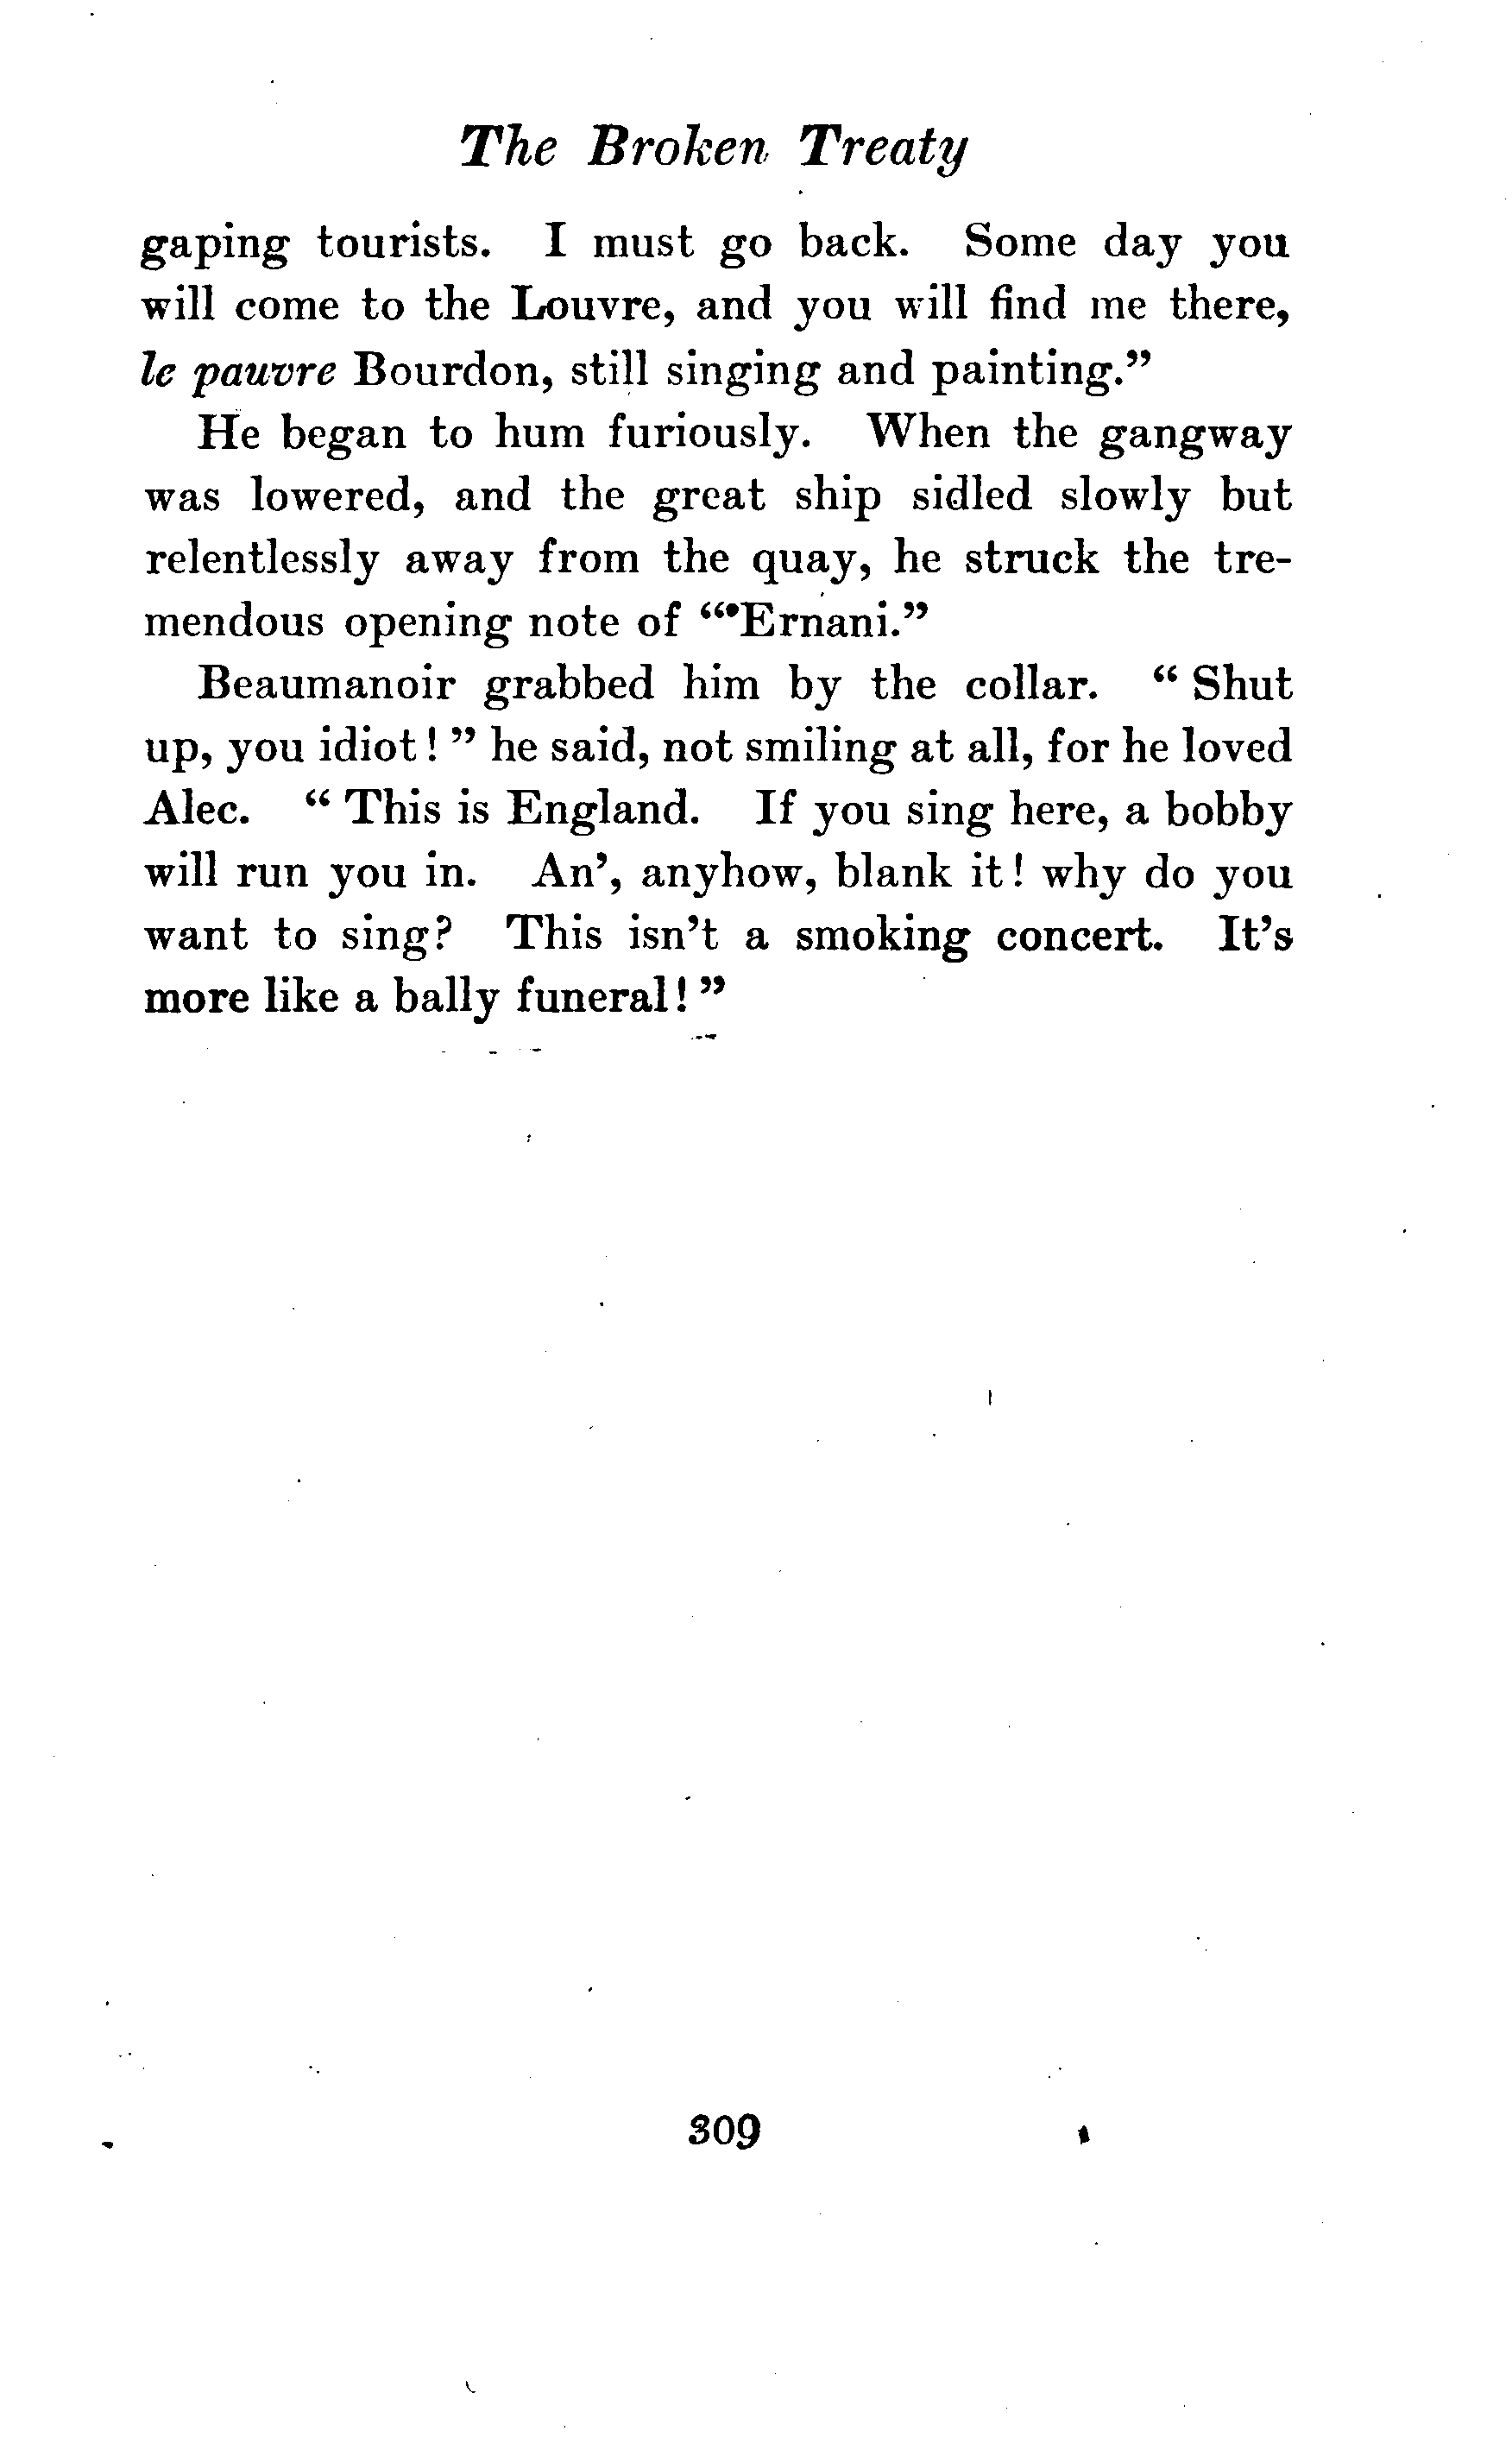 The Broken Treaty
gaping tourists. I must go back. Some day you
will come to the Louvre, and you will find me there,
le pauvre Bourdon, still singing and painting."
He began to hum furiously. When the gangway
was lowered, and the great ship sidled slowly but
relentlessly away from the quay, he struck the tre-
mendous opening note of "Ernani."
Beaumanoir grabbed him by the collar. "Shut
up, you idiot!" he said, not smiling at all, for he loved
Alec. "This is England. If you sing here, a bobby
will run you in. An', anyhow, blank it! why do you
want to sing? This isn't a smoking concert. It's
more like a bally funeral!"
309